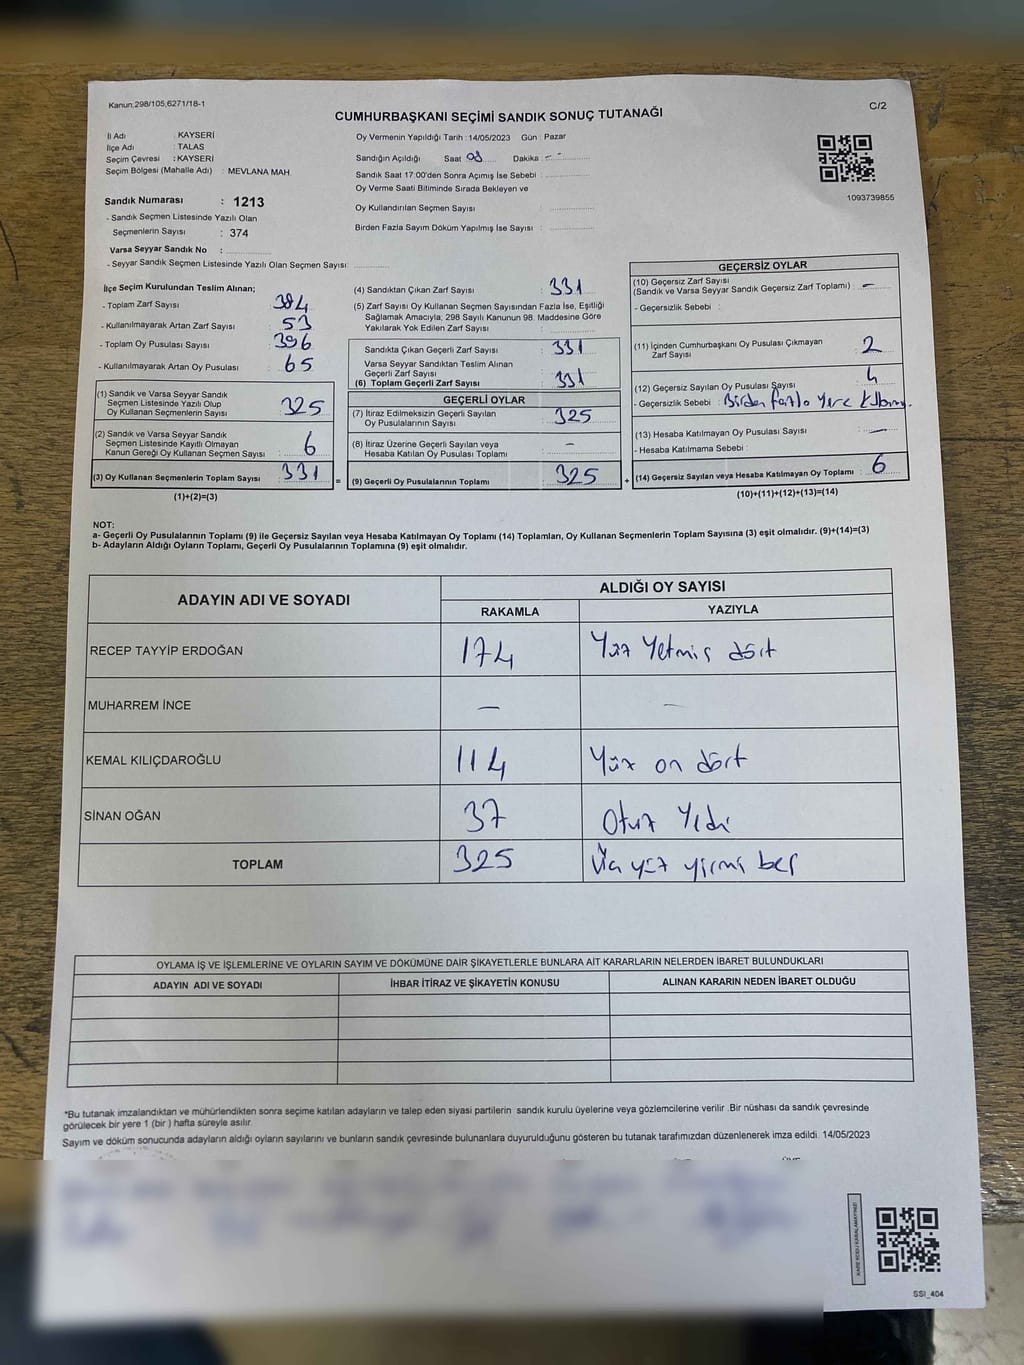 Kanun:298/105,6271/18-1
C/2
CUMHURBAŞKANI SEÇİMİ SANDIK SONUÇ TUTANAĞI
İl Adı : KAYSERİ
İlçe Adı : TALAS
Seçim Çevresi : KAYSERİ
Seçim Bölgesi (Mahalle Adı) : MEVLANA MAH.
Oy Vermenin Yapıldığı Tarih :14/05/2023 Gün : Pazar
Sandığın Açıldığı Saat 08 Dakika :
Sandık Saat 17:00'den Sonra Açımış İse Sebebi :
Oy Verme Saati Bitiminde Sırada Bekleyen ve
Oy Kullandırılan Seçmen Sayısı :
Birden Fazla Sayım Döküm Yapılmış İse Sayısı :
1093739855
Sandık Numarası : 1213
- Sandık Seçmen Listesinde Yazılı Olan
Seçmenlerin Sayısı : 374
Varsa Seyyar Sandık No :
- Seyyar Sandık Seçmen Listesinde Yazılı Olan Seçmen Sayısı:
İlçe Seçim Kurulundan Teslim Alınan;
- Toplam Zarf Sayısı : 384
- Kullanılmayarak Artan Zarf Sayısı : 53
- Toplam Oy Pusulası Sayısı : 396
- Kullanılmayarak Artan Oy Pusulası : 65
(1) Sandık ve Varsa Seyyar Sandık
Seçmen Listesinde Yazılı Olup
Oy Kullanan Seçmenlerin Sayısı : 325
(2) Sandık ve Varsa Seyyar Sandık
Seçmen Listesinde Kayıtlı Olmayan
Kanun Gereği Oy Kullanan Seçmen Sayısı : 6
(3) Oy Kullanan Seçmenlerin Toplam Sayısı : 331
(1)+(2)=(3)
(4) Sandıktan Çıkan Zarf Sayısı : 331
(5) Zarf Sayısı Oy Kullanan Seçmen Sayısından Fazla İse, Eşitliği
Sağlamak Amacıyla; 298 Sayılı Kanunun 98. Maddesine Göre
Yakılarak Yok Edilen Zarf Sayısı :
Sandıkta Çıkan Geçerli Zarf Sayısı : 331
Varsa Seyyar Sandıktan Teslim Alınan
Geçerli Zarf Sayısı :
(6) Toplam Geçerli Zarf Sayısı : 331
GEÇERLİ OYLAR
(7) İtiraz Edilmeksizin Geçerli Sayılan
Oy Pusulalarının Sayısı : 325
(8) İtiraz Üzerine Geçerli Sayılan veya
Hesaba Katılan Oy Pusulası Toplamı : –
= (9) Geçerli Oy Pusulalarının Toplamı : 325 +
GEÇERSİZ OYLAR
(10) Geçersiz Zarf Sayısı
(Sandık ve Varsa Seyyar Sandık Geçersiz Zarf Toplamı) : –
- Geçersizlik Sebebi :
(11) İçinden Cumhurbaşkanı Oy Pusulası Çıkmayan
Zarf Sayısı : 2
(12) Geçersiz Sayılan Oy Pusulası Sayısı : 4
- Geçersizlik Sebebi : Birden fazla yere
(13) Hesaba Katılmayan Oy Pusulası Sayısı : –
- Hesaba Katılmama Sebebi :
(14) Geçersiz Sayılan veya Hesaba Katılmayan Oy Toplamı : 6
(10)+(11)+(12)+(13)=(14)
NOT:
a- Geçerli Oy Pusulalarının Toplamı (9) ile Geçersiz Sayılan veya Hesaba Katılmayan Oy Toplamı (14) Toplamları, Oy Kullanan Seçmenlerin Toplam Sayısına (3) eşit olmalıdır. (9)+(14)=(3)
b- Adayların Aldığı Oyların Toplamı, Geçerli Oy Pusulalarının Toplamına (9) eşit olmalıdır.
ADAYIN ADI VE SOYADI
ALDIĞI OY SAYISI
RAKAMLA YAZIYLA
RECEP TAYYİP ERDOĞAN 174 Yüz Yetmiş dört
MUHARREM İNCE – –
KEMAL KILIÇDAROĞLU 114 Yüz on dört
SİNAN OĞAN 37 Otuz Yedi
TOPLAM 325 Üç yüz yirmi beş
OYLAMA İŞ VE İŞLEMLERİNE VE OYLARIN SAYIM VE DÖKÜMÜNE DAİR ŞİKAYETLERLE BUNLARA AİT KARARLARIN NELERDEN İBARET BULUNDUKLARI
ADAYIN ADI VE SOYADI İHBAR İTİRAZ VE ŞİKAYETİN KONUSU ALINAN KARARIN NEDEN İBARET OLDUĞU
*Bu tutanak imzalandıktan ve mühürlendikten sonra seçime katılan adayların ve talep eden siyasi partilerin sandık kurulu üyelerine veya gözlemcilerine verilir .Bir nüshası da sandık çevresinde
görülecek bir yere 1 (bir ) hafta süreyle asılır.
Sayım ve döküm sonucunda adayların aldığı oyların sayılarını ve bunların sandık çevresinde bulunanlara duyurulduğunu gösteren bu tutanak tarafımızdan düzenlenerek imza edildi. 14/05/2023
KARE KODU KARALAMAYINIZ!
SSI_404